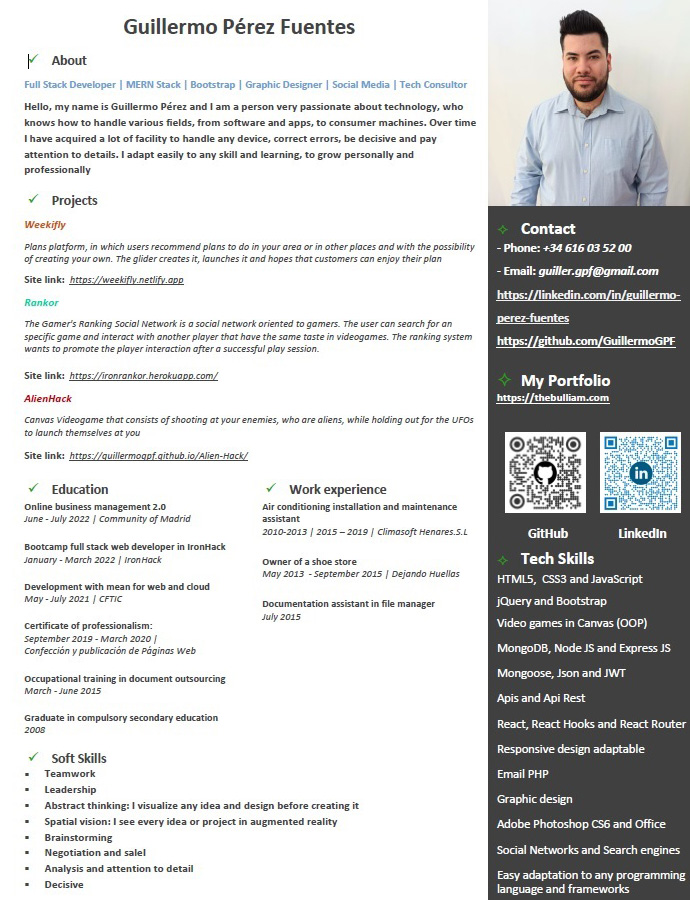 Guillermo Pérez Fuentes
About
Full Stack Developer | MERN Stack | Bootstrap | Graphic Designer | Social Media | Tech Consultor
Hello, my name is Guillermo Pérez and I am a person very passionate about technology, who
knows how to handle various fields, from software and apps, to consumer machines. Over time
I have acquired a lot of facility to handle any device, correct errors, be decisive and pay
attention to details. I adapt easily to any skill and learning, to grow personally and
professionally
Projects
Weekifly
Plans platform, in which users recommend plans to do in your area or in other places and with the possibility
of creating your own. The glider creates it, launches it and hopes that customers can enjoy their plan
Site link: https://weekifly.netlify.app
Rankor
The Gamer's Ranking Social Network is a social network oriented to gamers. The user can search for an
specific game and interact with another player that have the same taste in videogames. The ranking system
wants to promote the player interaction after a successful play session.
Site link: https://ironrankor.herokuapp.com/
AlienHack
Canvas Videogame that consists of shooting at your enemies, who are aliens, while holding out for the UFOs
to launch themselves at you
Site link: https://guillermogpf.github.io/Alien-Hack/
Education
Online business management 2.0
June - July 2022 | Community of Madrid
Bootcamp full stack web developer in IronHack
January - March 2022 | IronHack
Development with mean for web and cloud
May - July 2021 | CFTIC
Certificate of professionalism:
September 2019 - March 2020 |
Confección y publicación de Páginas Web
Occupational training in document outsourcing
March - June 2015
Graduate in compulsory secondary education
2008
Work experience
Air conditioning installation and maintenance
assistant
2010-2013 | 2015 – 2019 | Climasoft Henares.S.L
Owner of a shoe store
May 2013 - September 2015 | Dejando Huellas
Documentation assistant in file manager
July 2015
Soft Skills
Teamwork
Leadership
Abstract thinking: I visualize any idea and design before creating it
Spatial vision: I see every idea or project in augmented reality
Brainstorming
Negotiation and saleI
Analysis and attention to detail
Decisive
Contact
- Phone: +34 616 03 52 00
- Email: guiller.gpf@gmail.com
https://linkedin.com/in/guillermo-
perez-fuentes
https://github.com/GuillermoGPF
My Portfolio
https://thebulliam.com
in
GitHub LinkedIn
Tech Skills
HTML5, CSS3 and JavaScript
jQuery and Bootstrap
Video games in Canvas (OOP)
MongoDB, Node JS and Express JS
Mongoose, Json and JWT
Apis and Api Rest
React, React Hooks and React Router
Responsive design adaptable
Email PHP
Graphic design
Adobe Photoshop CS6 and Office
Social Networks and Search engines
Easy adaptation to any programming
language and frameworks